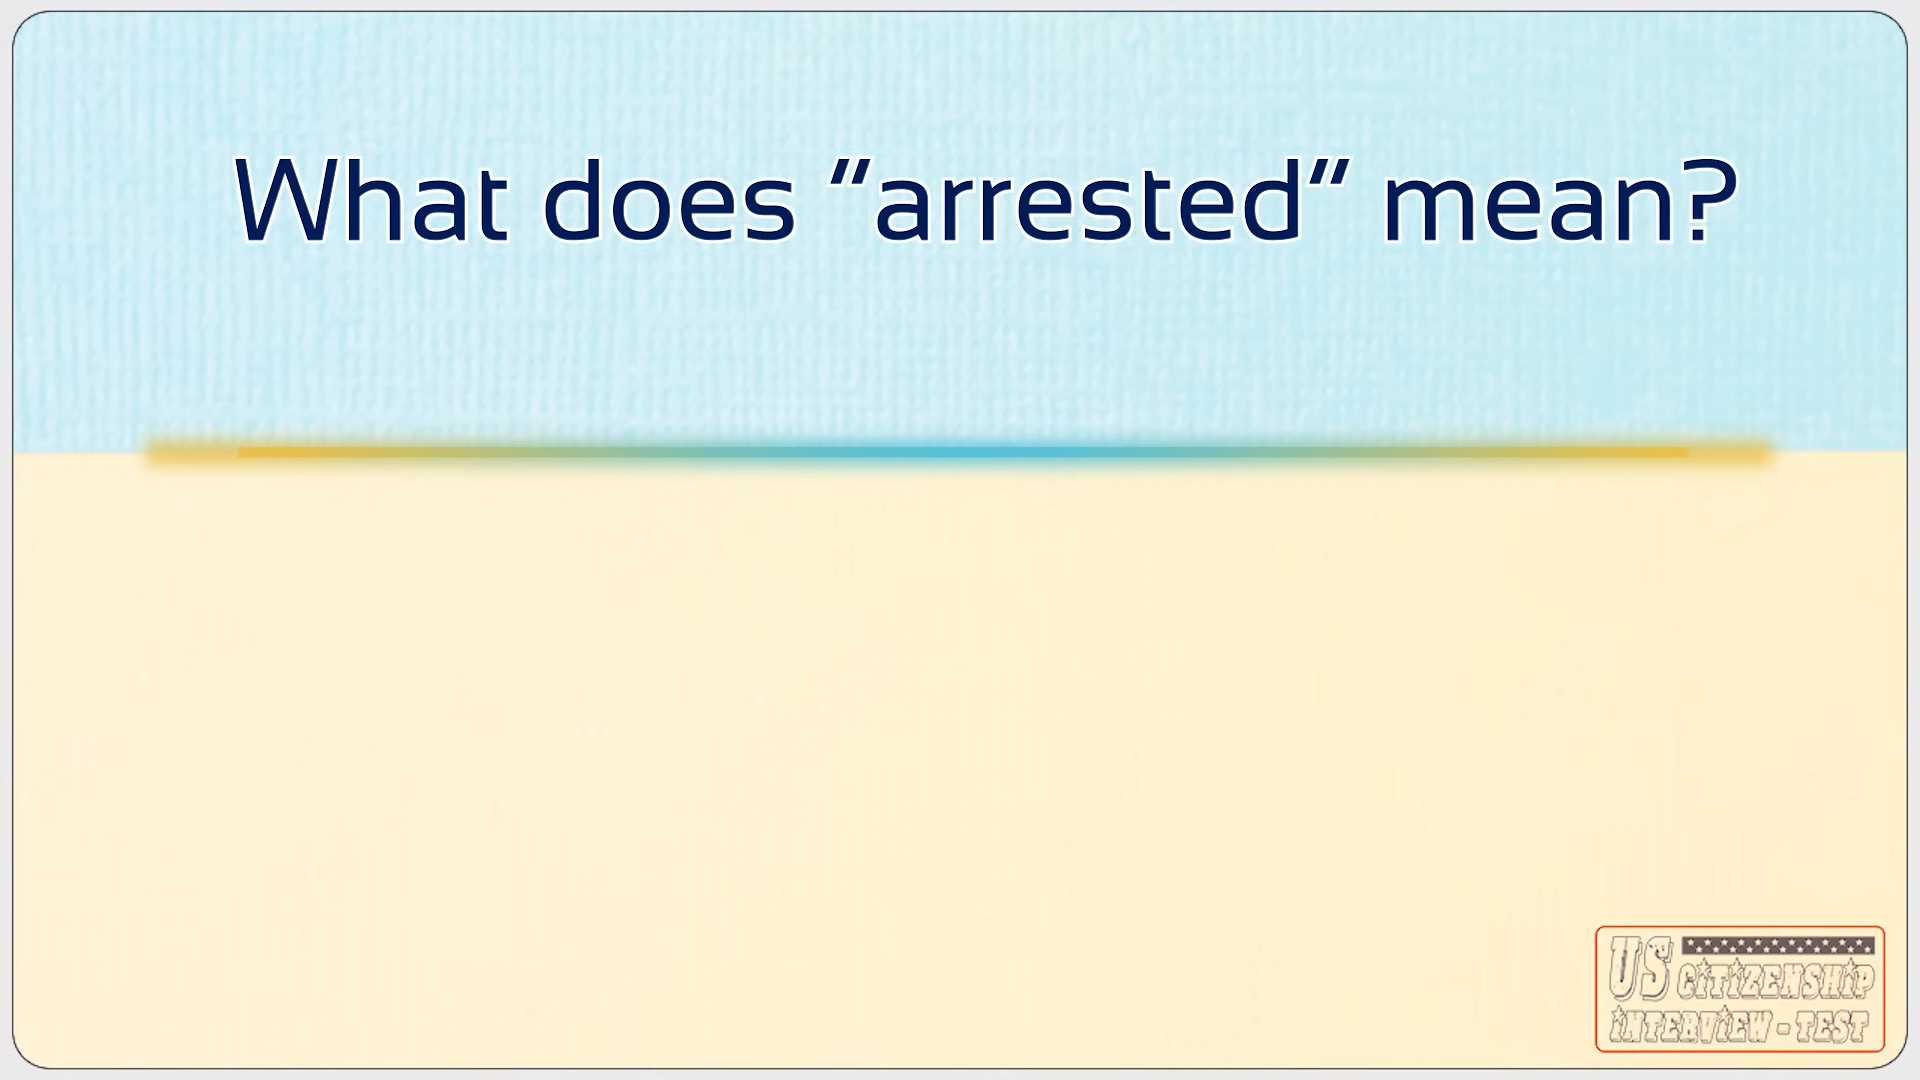 What does “arrested” mean?
US CITIZENSHIP
INTERVIEW - TEST